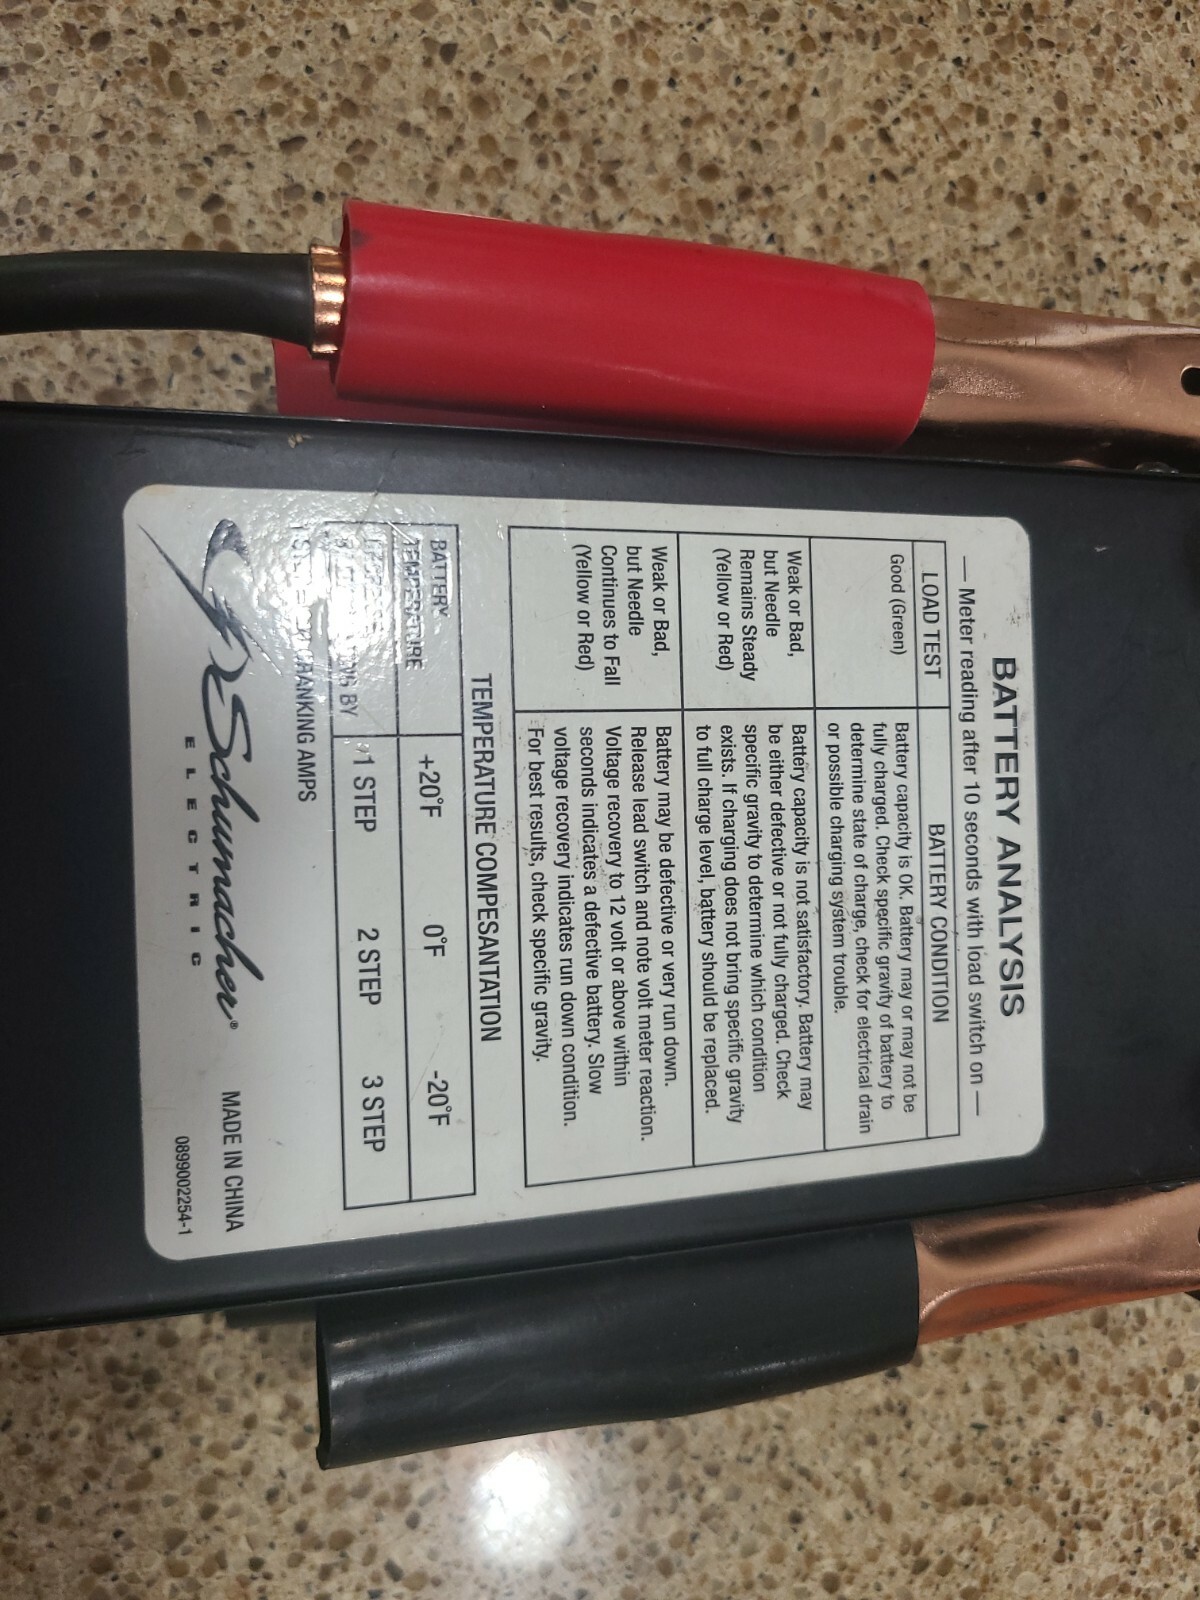 BATTERY ANALYSIS
— Meter reading after 10 seconds with load switch on —
LOAD TEST
BATTERY CONDITION
Good (Green)
Battery capacity is OK. Battery may or may not be
fully charged. Check specific gravity of battery to
determine state of charge, check for electrical drain
or possible charging system trouble.
Weak or Bad,
but Needle
Remains Steady
(Yellow or Red)
Battery capacity is not satisfactory. Battery may
be either defective or not fully charged. Check
specific gravity to determine which condition
exists. If charging does not bring specific gravity
to full charge level, battery should be replaced.
Weak or Bad,
but Needle
Continues to Fall
(Yellow or Red)
Battery may be defective or very run down.
Release lead switch and note volt meter reaction.
Voltage recovery to 12 volt or above within
seconds indicates a defective battery. Slow
voltage recovery indicates run down condition.
For best results, check specific gravity.
TEMPERATURE COMPESANTATION
BATTERY
TEMPERATURE
+20°F 0°F -20°F
BY
1 STEP 2 STEP 3 STEP
CRANKING AMPS
Schumacher®
ELECTRIC
MADE IN CHINA
0899002254-1